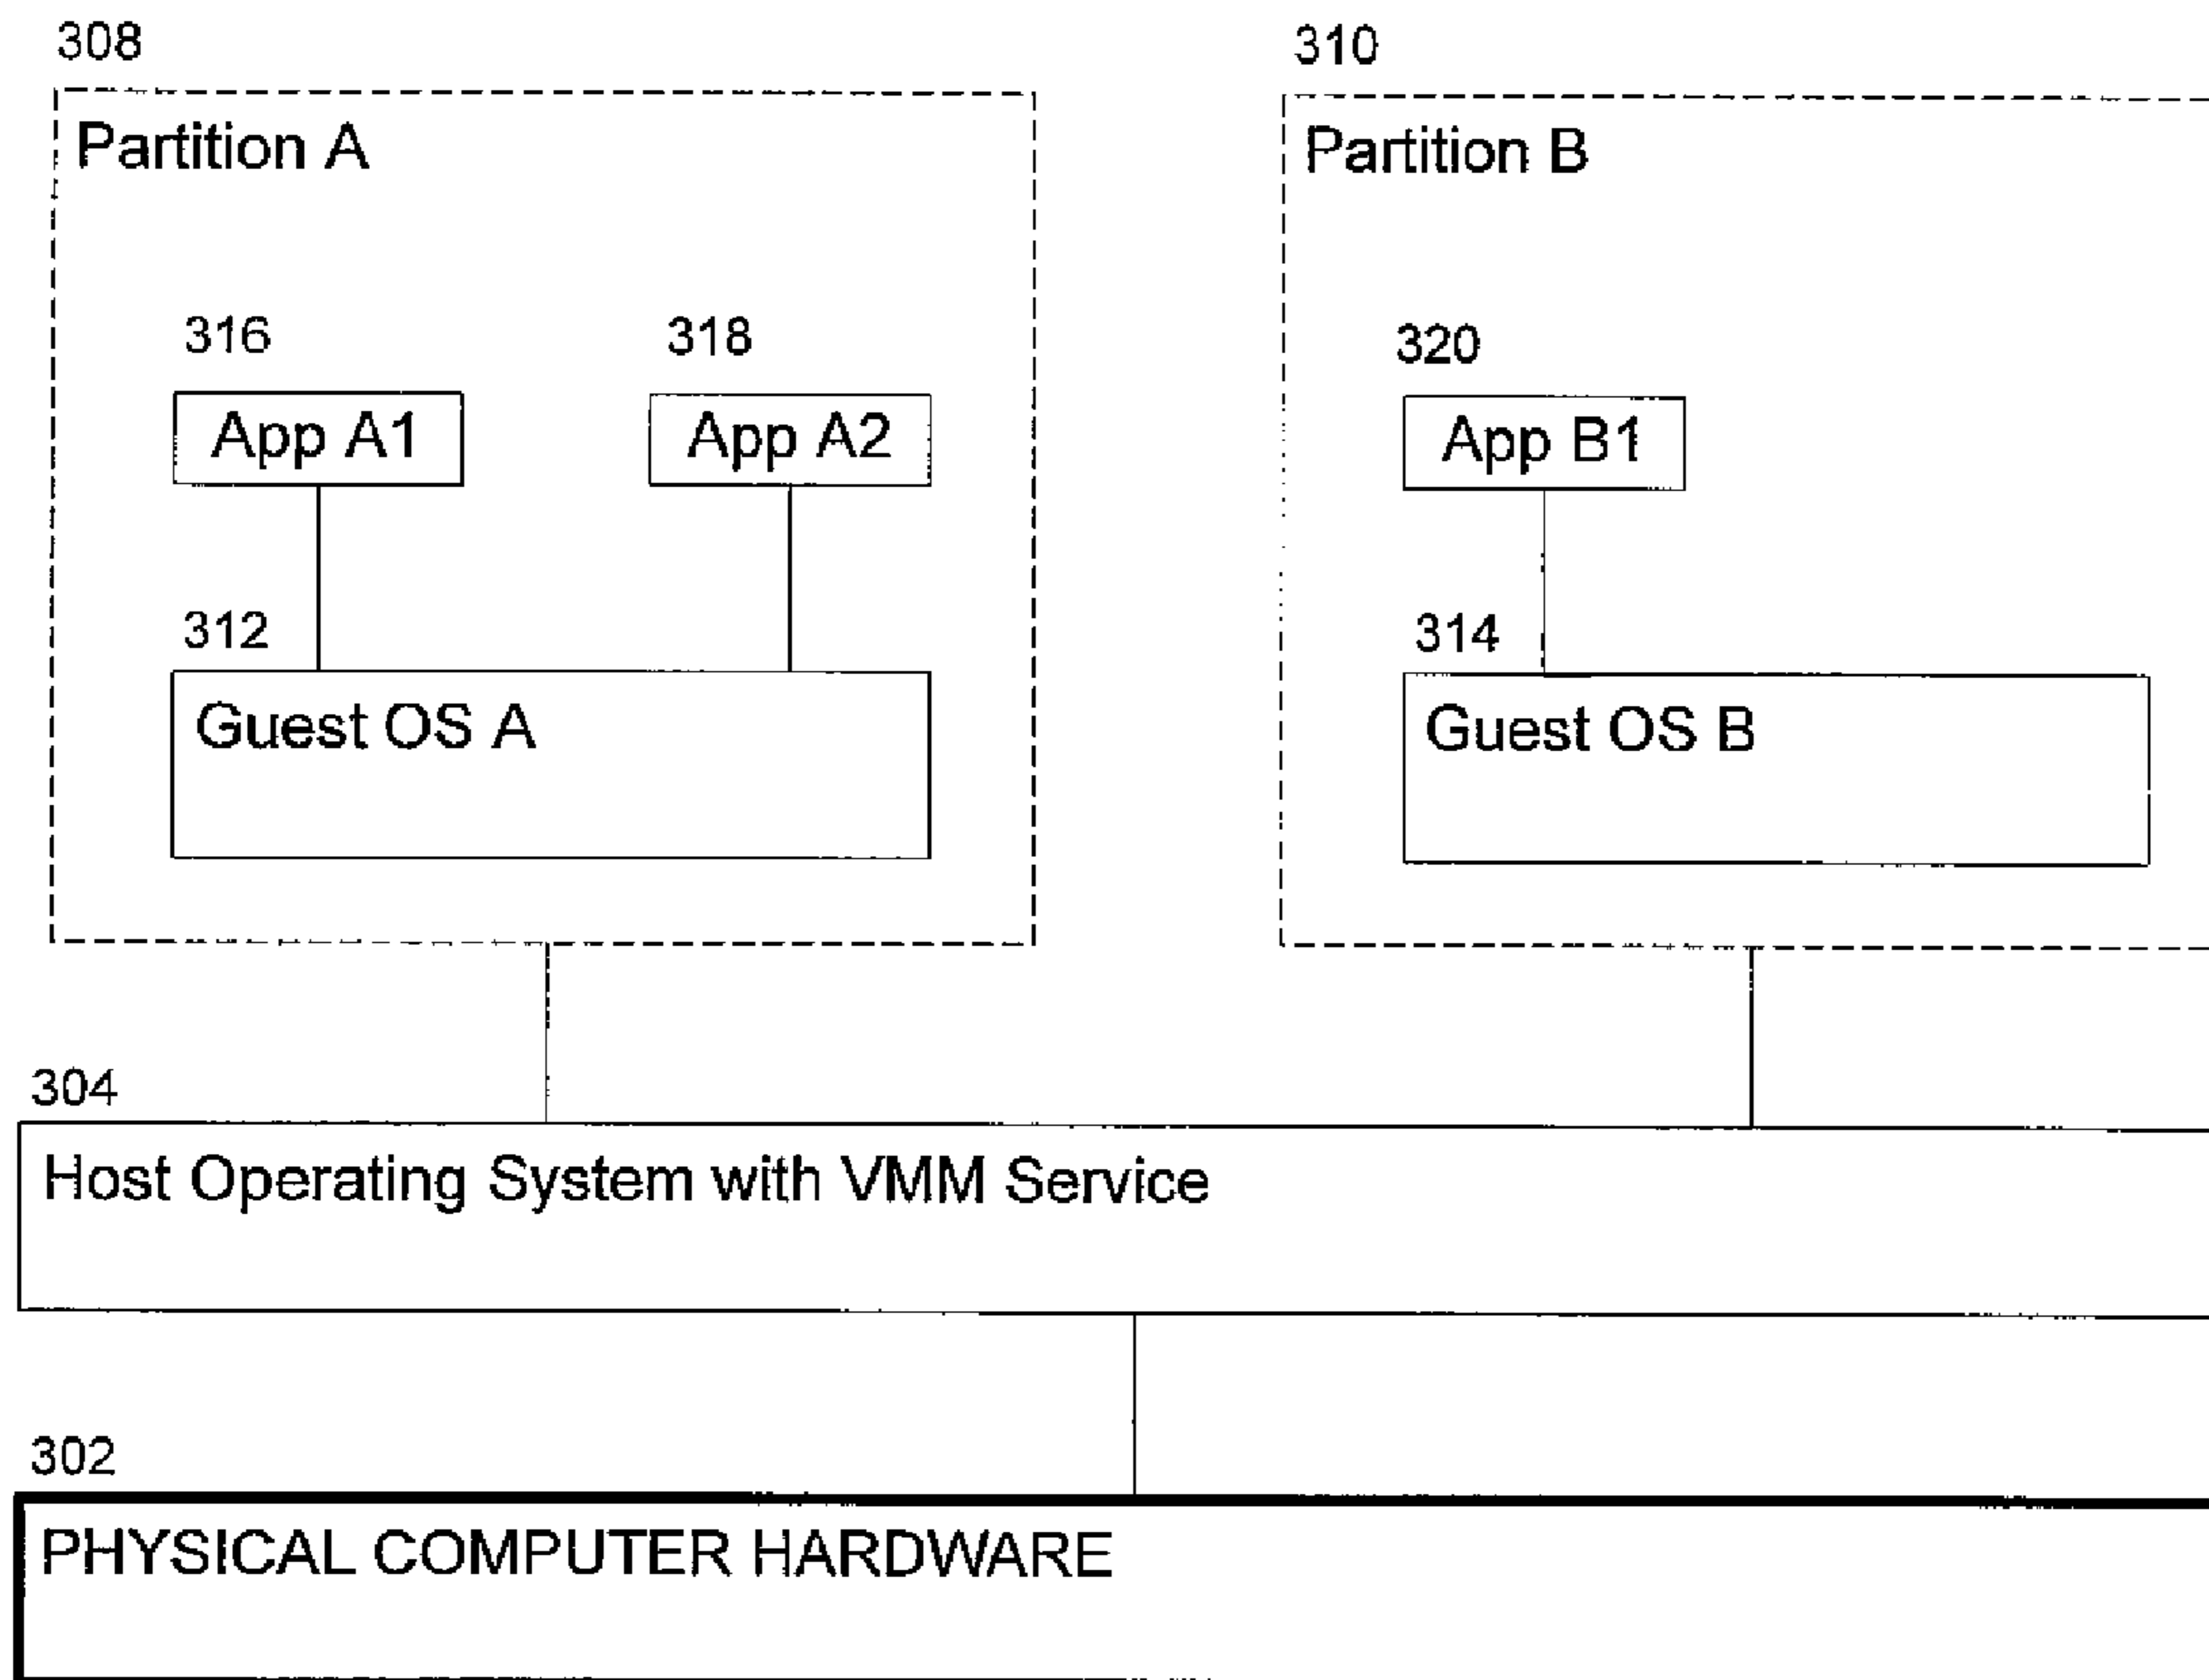 308
310
Partition A
Partition B
316
318
320
App A1
App A2
App B1
312
314
Guest OS A
Guest OS B
304
Host Operating System with VMM Service
302
PHYSICAL COMPUTER HARDWARE